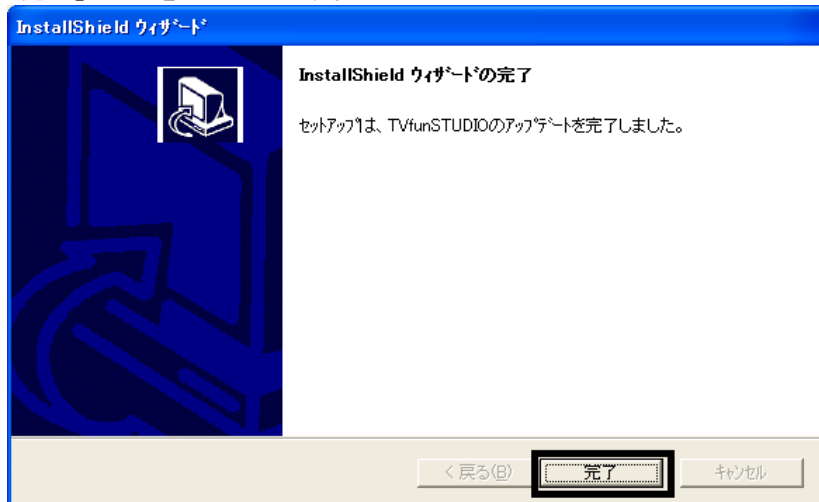 InstallShield ウィザード
InstallShield ウィザードの完了
セットアップは、TVfunSTUDIOのアップデートを完了しました。
< 戻る(B)
完了
キャンセル